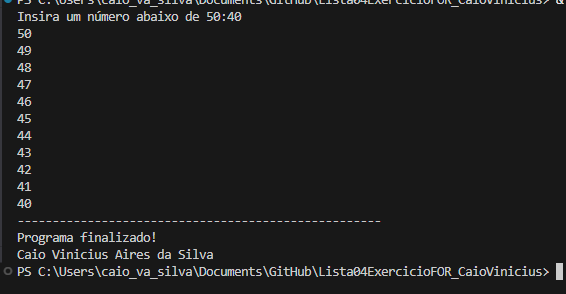 PS C:\Users\caio_va_silva\Documents\GitHub\Lista04ExercicioFOR_CaioVinicius> &
Insira um número abaixo de 50:40
50
49
48
47
46
45
44
43
42
41
40
----------------------------------------------------
Programa finalizado!
Caio Vinicius Aires da Silva
PS C:\Users\caio_va_silva\Documents\GitHub\Lista04ExercicioFOR_CaioVinicius>